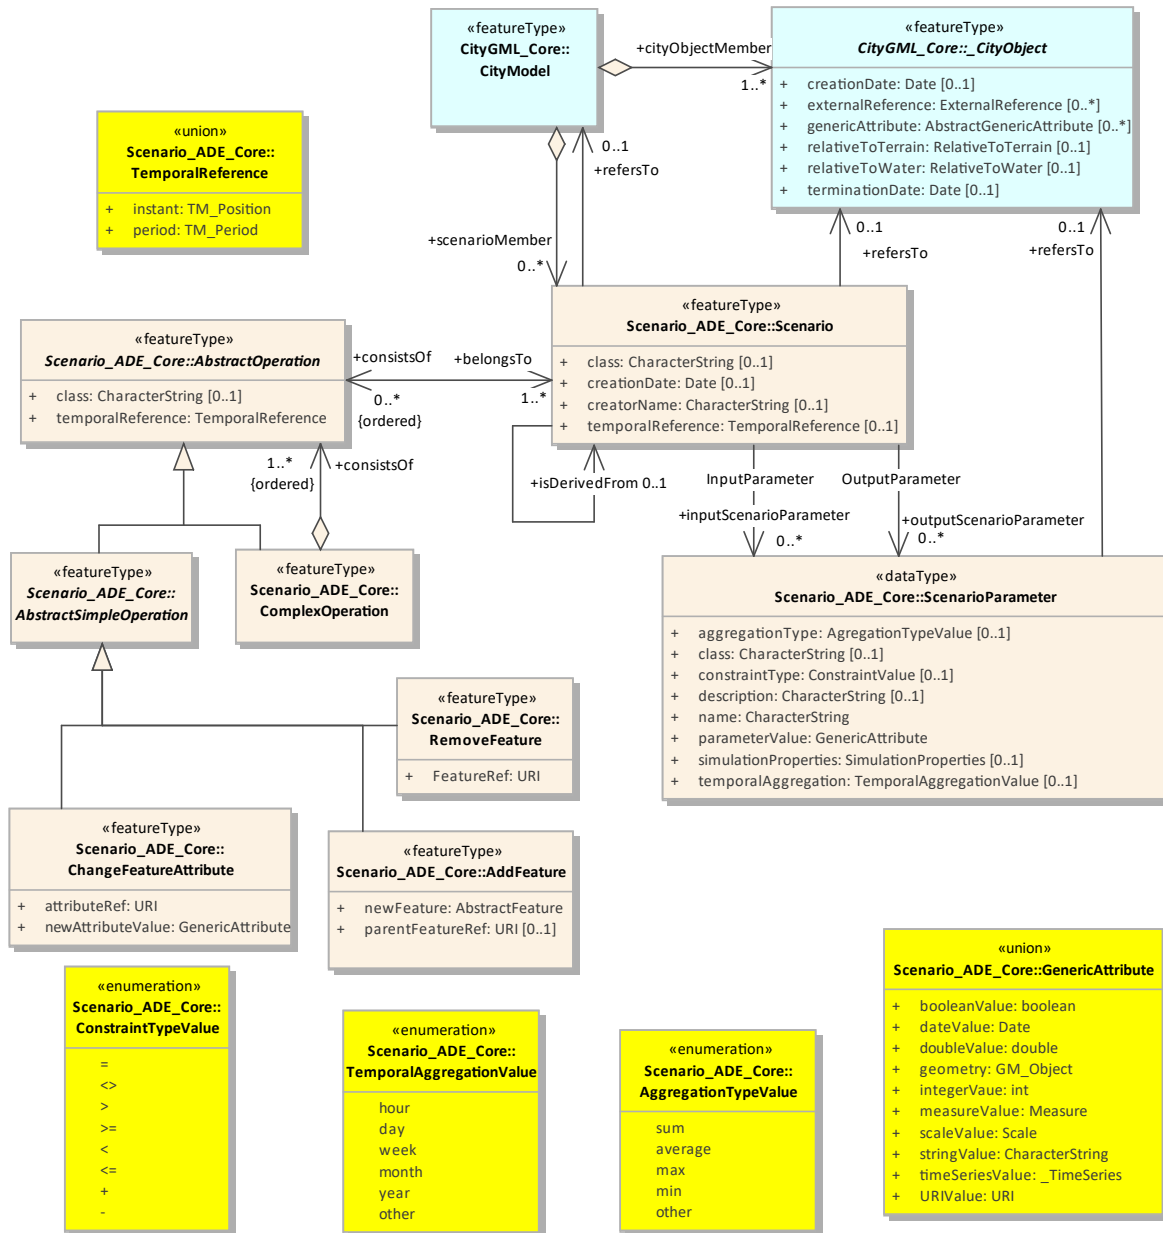 «featureType»
CityGML_Core::
CityModel
+cityObjectMember
1..*
«featureType»
CityGML_Core::_CityObject
+ creationDate: Date [0..1]
+ externalReference: ExternalReference [0..*]
+ genericAttribute: AbstractGenericAttribute [0..*]
+ relativeToTerrain: RelativeToTerrain [0..1]
+ relativeToWater: RelativeToWater [0..1]
+ terminationDate: Date [0..1]
«union»
Scenario_ADE_Core::
TemporalReference
+ instant: TM_Position
+ period: TM_Period
0..1
+refersTo
+scenarioMember
0..*
0..1
+refersTo
0..1
+refersTo
«featureType»
Scenario_ADE_Core::AbstractOperation
+ class: CharacterString [0..1]
+ temporalReference: TemporalReference
+consistsOf
0..*
{ordered}
+belongsTo
1..*
«featureType»
Scenario_ADE_Core::Scenario
+ class: CharacterString [0..1]
+ creationDate: Date [0..1]
+ creatorName: CharacterString [0..1]
+ temporalReference: TemporalReference [0..1]
1..*
{ordered}
+consistsOf
+isDerivedFrom 0..1
InputParameter
+inputScenarioParameter
0..*
OutputParameter
+outputScenarioParameter
0..*
«featureType»
Scenario_ADE_Core::
AbstractSimpleOperation
«featureType»
Scenario_ADE_Core::
ComplexOperation
«dataType»
Scenario_ADE_Core::ScenarioParameter
+ aggregationType: AgregationTypeValue [0..1]
+ class: CharacterString [0..1]
+ constraintType: ConstraintValue [0..1]
+ description: CharacterString [0..1]
+ name: CharacterString
+ parameterValue: GenericAttribute
+ simulationProperties: SimulationProperties [0..1]
+ temporalAggregation: TemporalAggregationValue [0..1]
«featureType»
Scenario_ADE_Core::
RemoveFeature
+ FeatureRef: URI
«featureType»
Scenario_ADE_Core::
ChangeFeatureAttribute
+ attributeRef: URI
+ newAttributeValue: GenericAttribute
«featureType»
Scenario_ADE_Core::AddFeature
+ newFeature: AbstractFeature
+ parentFeatureRef: URI [0..1]
«enumeration»
Scenario_ADE_Core::
ConstraintTypeValue
=
<>
>
>=
<
<=
+
-
«enumeration»
Scenario_ADE_Core::
TemporalAggregationValue
hour
day
week
month
year
other
«enumeration»
Scenario_ADE_Core::
AggregationTypeValue
sum
average
max
min
other
«union»
Scenario_ADE_Core::GenericAttribute
+ booleanValue: boolean
+ dateValue: Date
+ doubleValue: double
+ geometry: GM_Object
+ integerVaue: int
+ measureValue: Measure
+ scaleValue: Scale
+ stringValue: CharacterString
+ timeSeriesValue: _TimeSeries
+ URIValue: URI